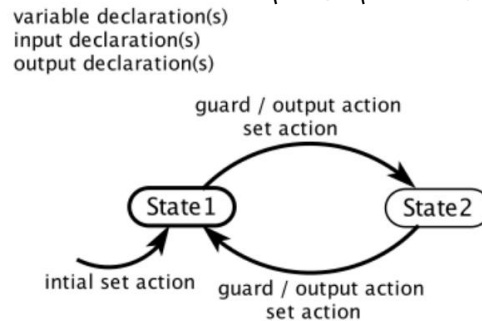 variable declaration(s)
input declaration(s)
output declaration(s)
guard / output action
set action
State1
State2
intial set action
guard / output action
set action